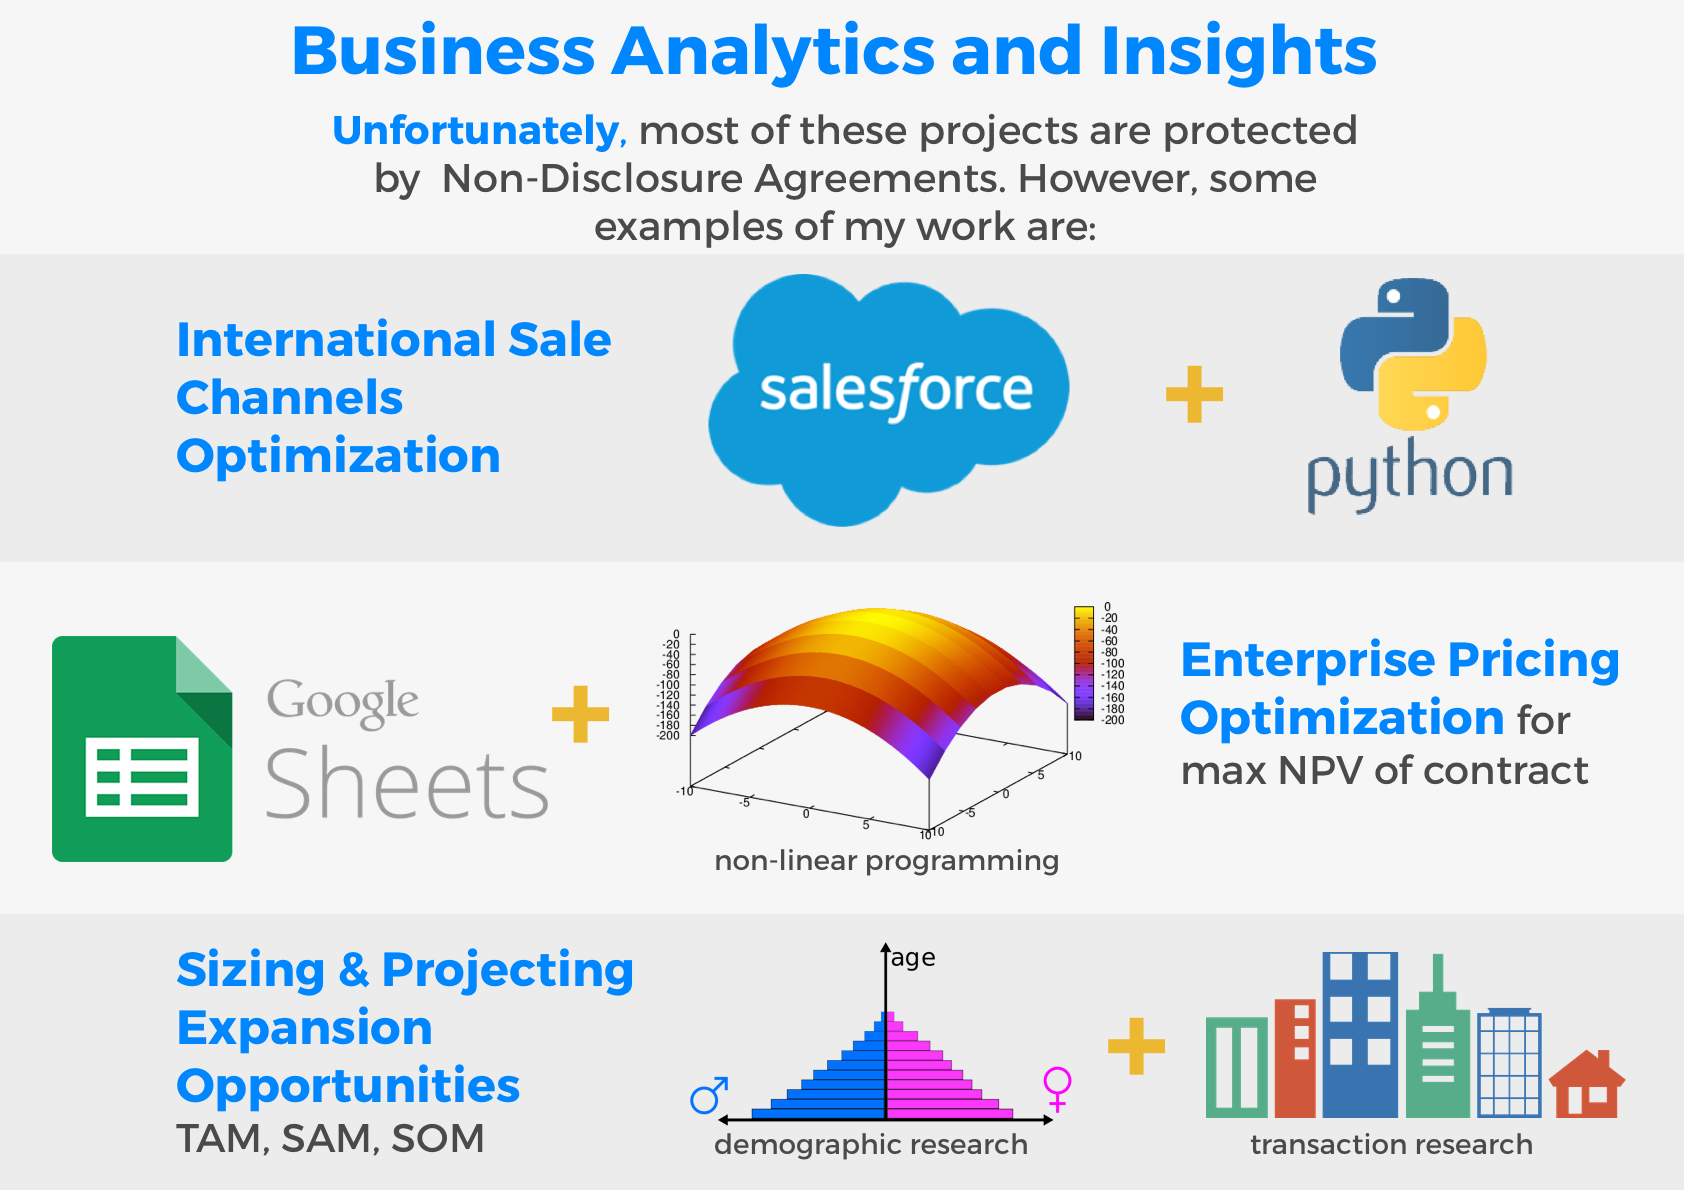 Business Analytics and Insights
Unfortunately, most of these projects are protected
by Non-Disclosure Agreements. However, some
examples of my work are:
International Sale
Channels
Optimization
salesforce
+
python
Google
Sheets
+
0
-20
-40
-60
-80
-100
-120
-140
-160
-180
-200
-10
-5
0
5
10
-10
-5
0
5
10
0
-20
-40
-60
-80
-100
-120
-140
-160
-180
-200
non-linear programming
Enterprise Pricing
Optimization for
max NPV of contract
Sizing & Projecting
Expansion
Opportunities
TAM, SAM, SOM
age
♂
♀
demographic research
+
transaction research